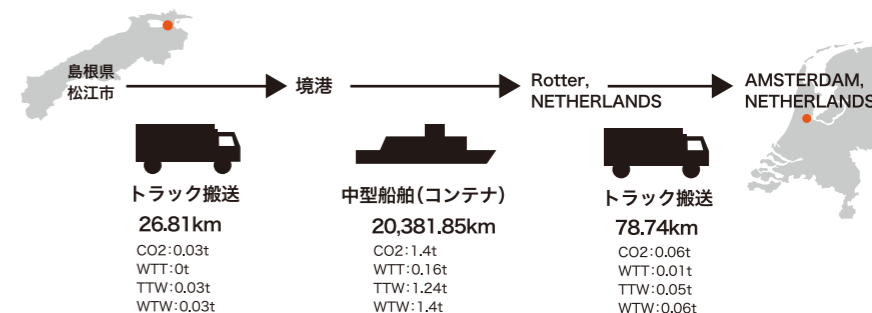 島根県
松江市
境港
Rotter,
NETHERLANDS
AMSTERDAM,
NETHERLANDS
トラック搬送
26.81km
CO2:0.03t
WTT:0t
TTW:0.03t
WTW:0.03t
中型船舶(コンテナ)
20,381.85km
CO2:1.4t
WTT:0.16t
TTW:1.24t
WTW:1.4t
トラック搬送
78.74km
CO2:0.06t
WTT:0.01t
TTW:0.05t
WTW:0.06t